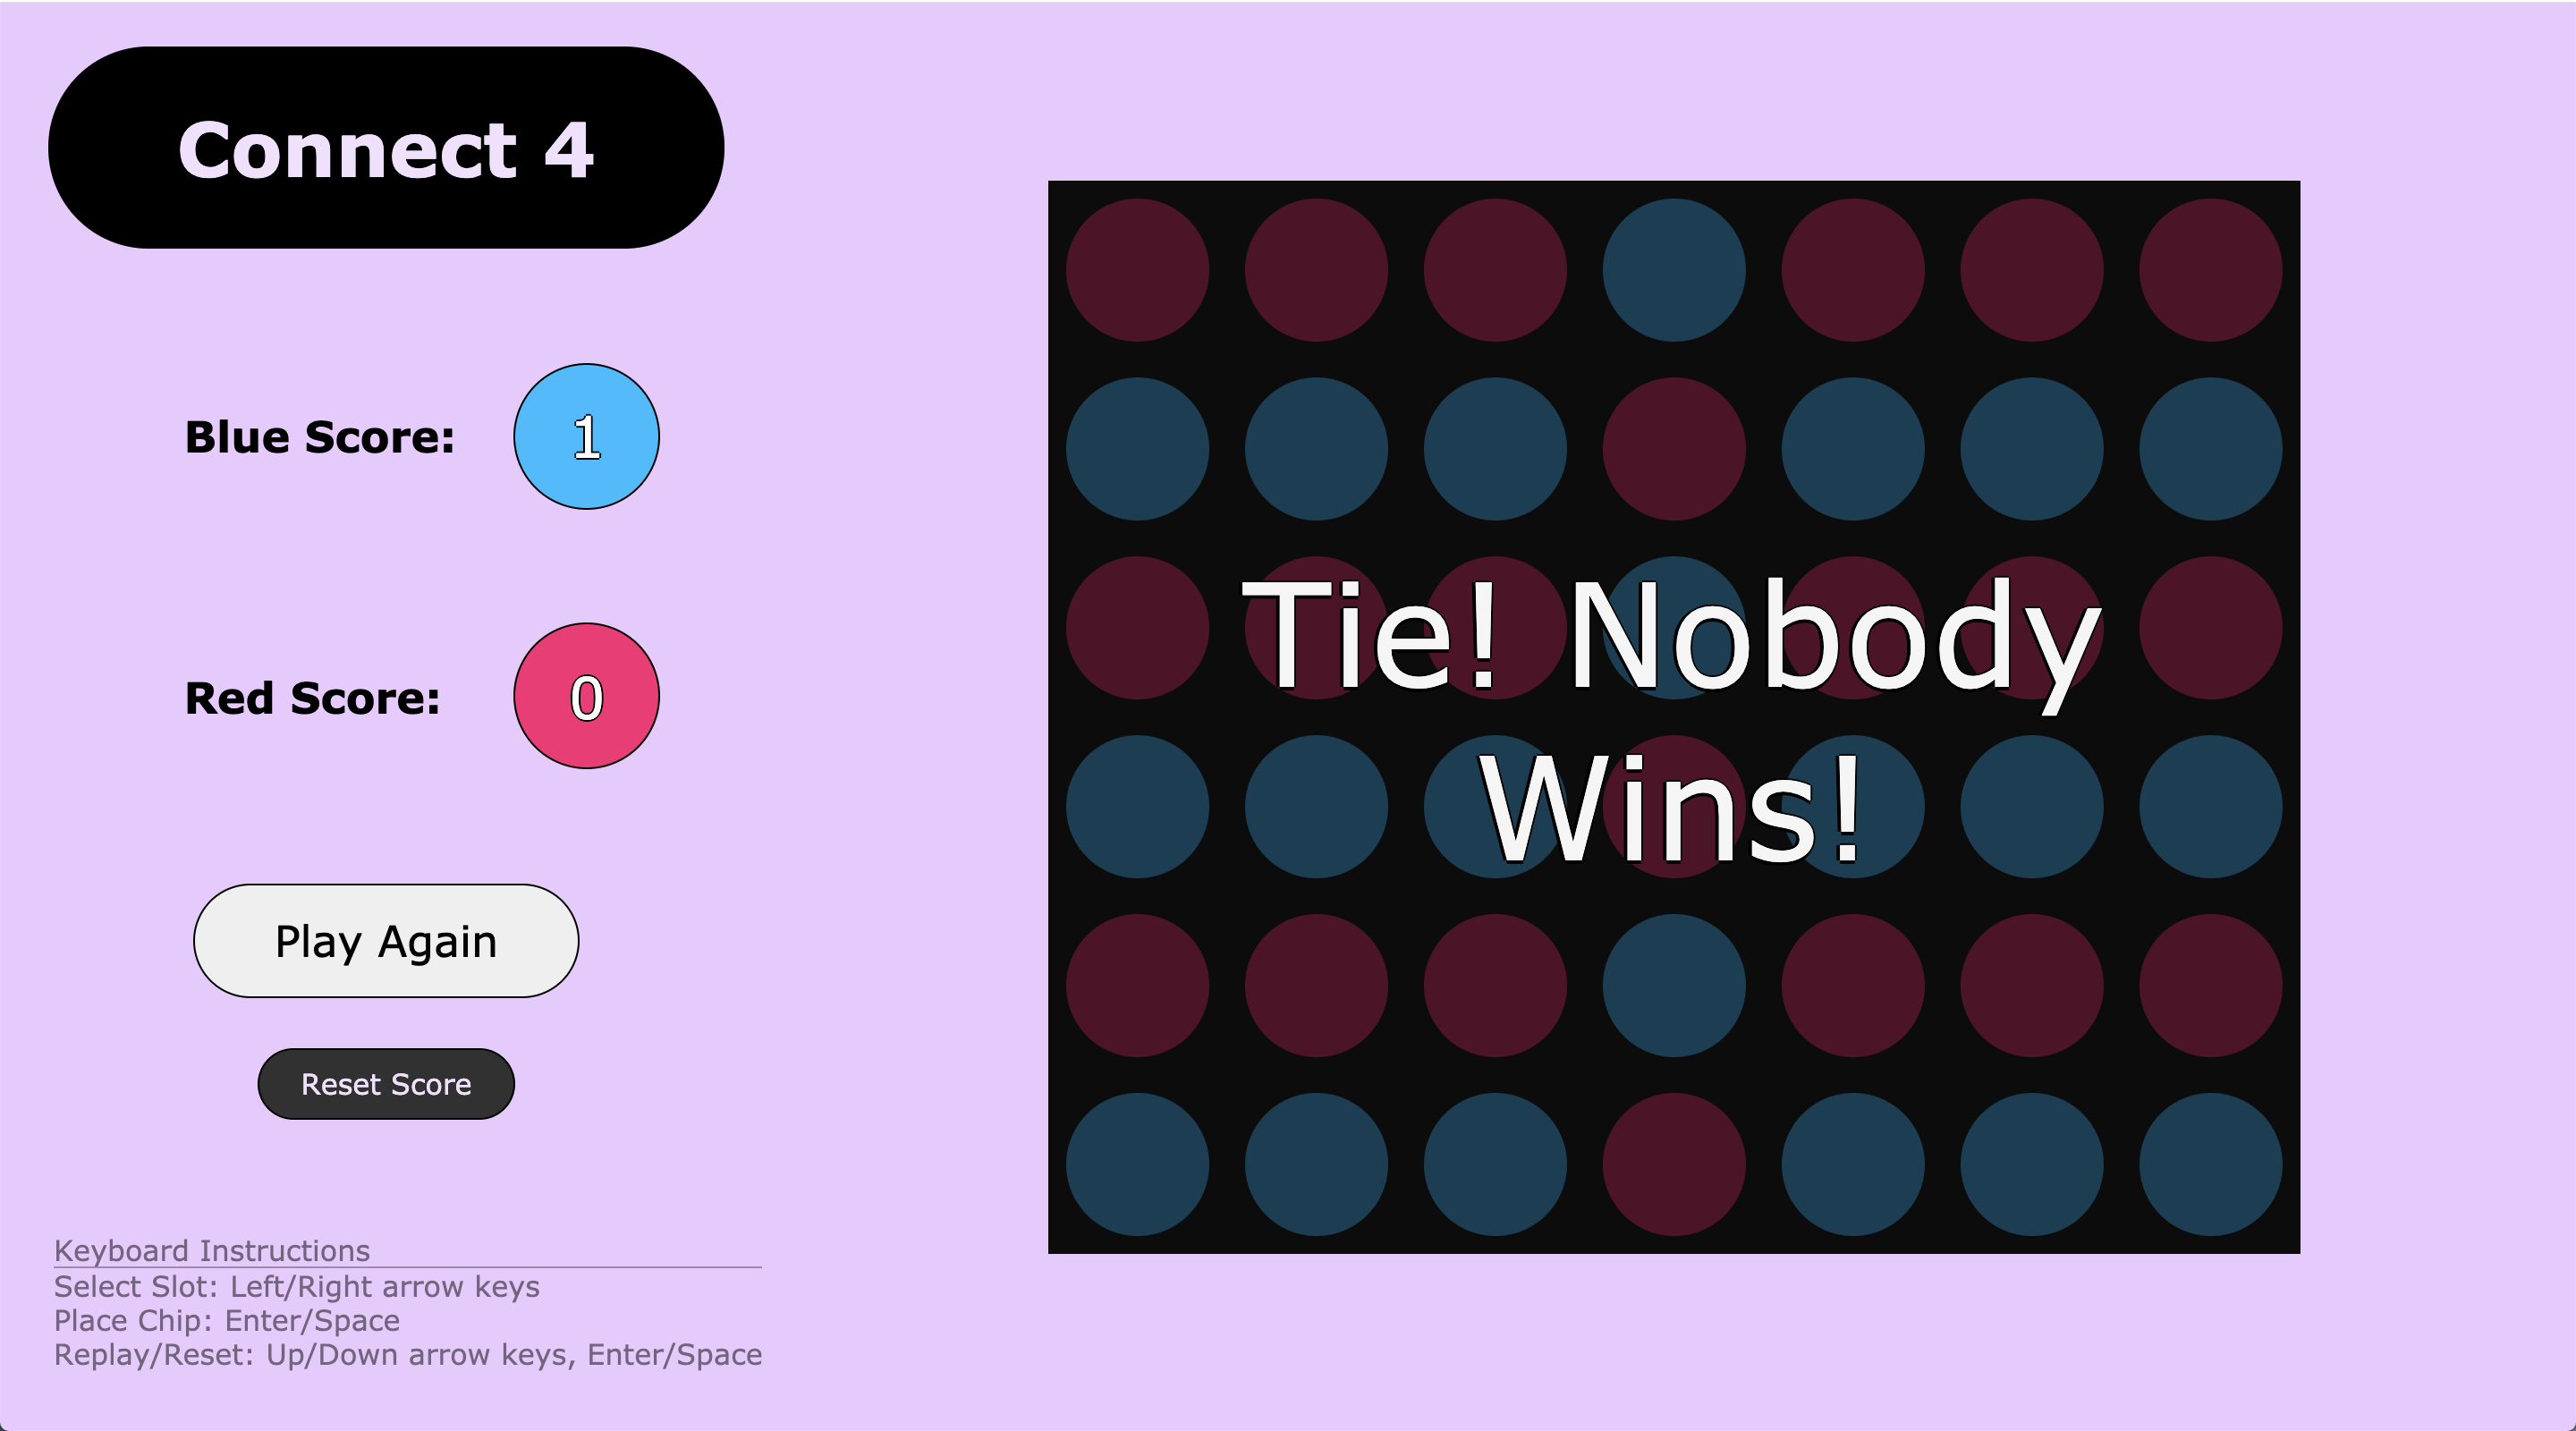 Connect 4
Blue Score: 1
Red Score: 0
Play Again
Reset Score
Keyboard Instructions
Select Slot: Left/Right arrow keys
Place Chip: Enter/Space
Replay/Reset: Up/Down arrow keys, Enter/Space
Tie! Nobody
Wins!